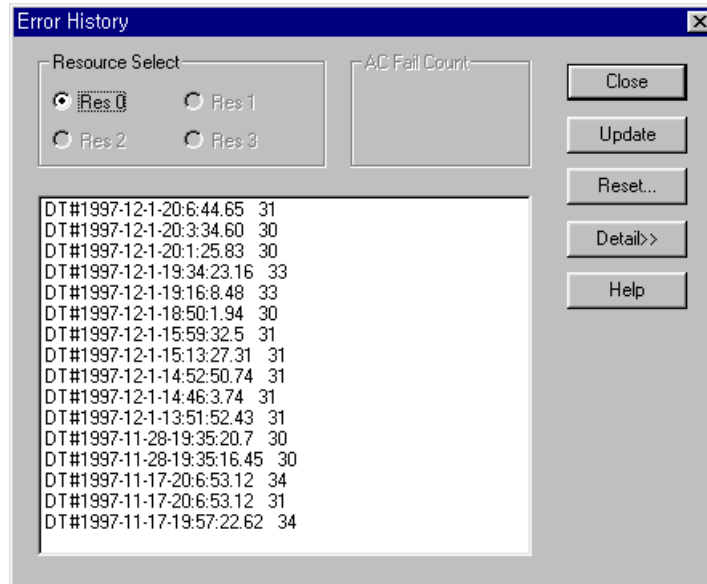 Error History
Resource Select
Res 0 Res 1
Res 2 Res 3
AC Fail Count
Close
Update
Reset...
Detail>>
Help
DT#1997-12-1-20:6:44.65 31
DT#1997-12-1-20:3:34.60 30
DT#1997-12-1-20:1:25.83 30
DT#1997-12-1-19:34:23.16 33
DT#1997-12-1-19:16:8.48 33
DT#1997-12-1-18:50:1.94 30
DT#1997-12-1-15:59:32.5 31
DT#1997-12-1-15:13:27.31 31
DT#1997-12-1-14:52:50.74 31
DT#1997-12-1-14:46:3.74 31
DT#1997-12-1-13:51:52.43 31
DT#1997-11-28-19:35:20.7 30
DT#1997-11-28-19:35:16.45 30
DT#1997-11-17-20:6:53.12 34
DT#1997-11-17-20:6:53.12 31
DT#1997-11-17-19:57:22.62 34